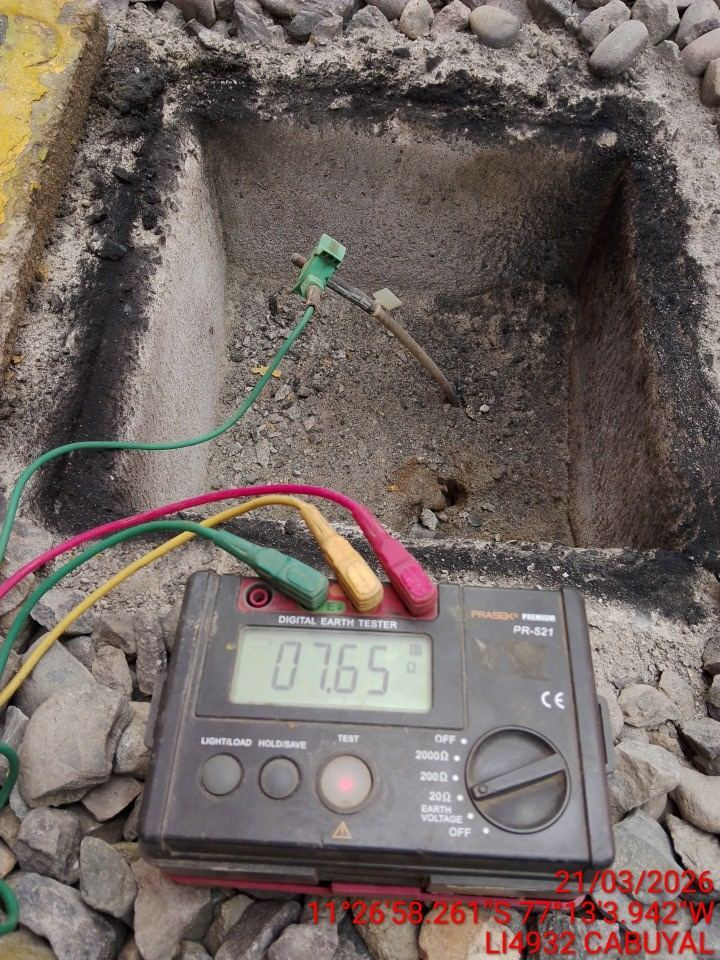 E
PRASEK® PREMIUM
PR-521
DIGITAL EARTH TESTER
07.65
H
Ω
CE
LIGHT/LOAD HOLD/SAVE TEST
OFF
2000Ω
200Ω
20Ω
EARTH VOLTAGE
OFF
21/03/2026
11°26'58.261"S 77°13'3.942"W
LI4932 CABUYAL